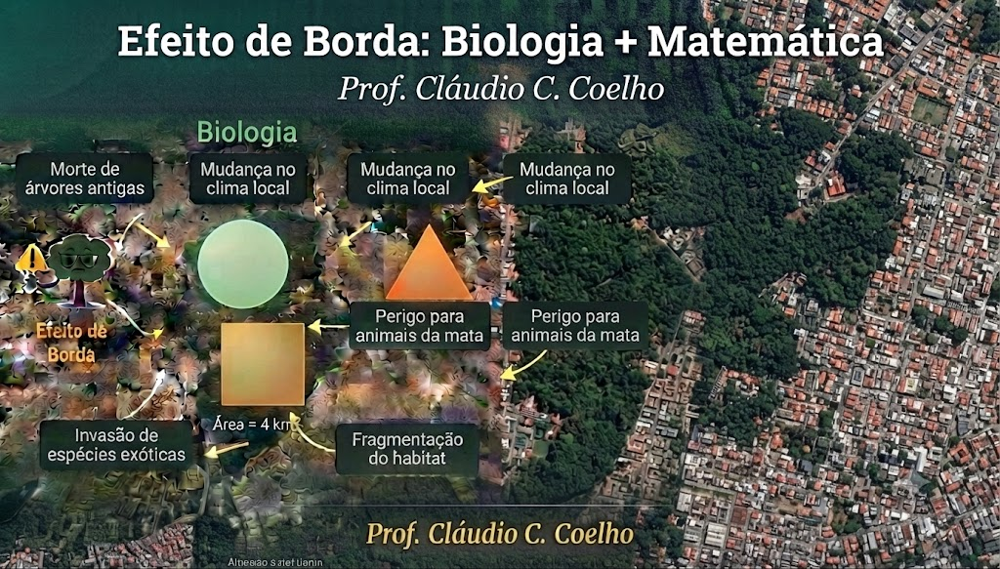 Efeito de Borda: Biologia + Matemática
Prof. Cláudio C. Coelho
Biologia
Morte de
árvores antigas
Mudança no
clima local
Mudança no
clima local
Mudança no
clima local
Efeito de
Borda
Perigo para
animais da mata
Perigo para
animais da mata
Invasão de
espécies exóticas
Área = 4 km
Fragmentação
do habitat
Prof. Cláudio C. Coelho